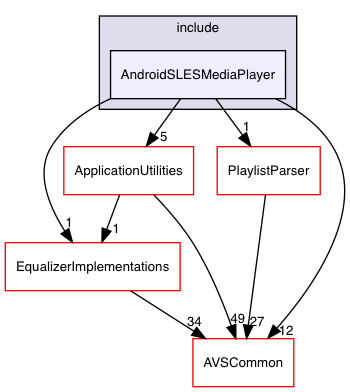 include
AndroidSLESMediaPlayer
5
1
ApplicationUtilities
PlaylistParser
1
1
EqualizerImplementations
34
49
27
12
AVSCommon